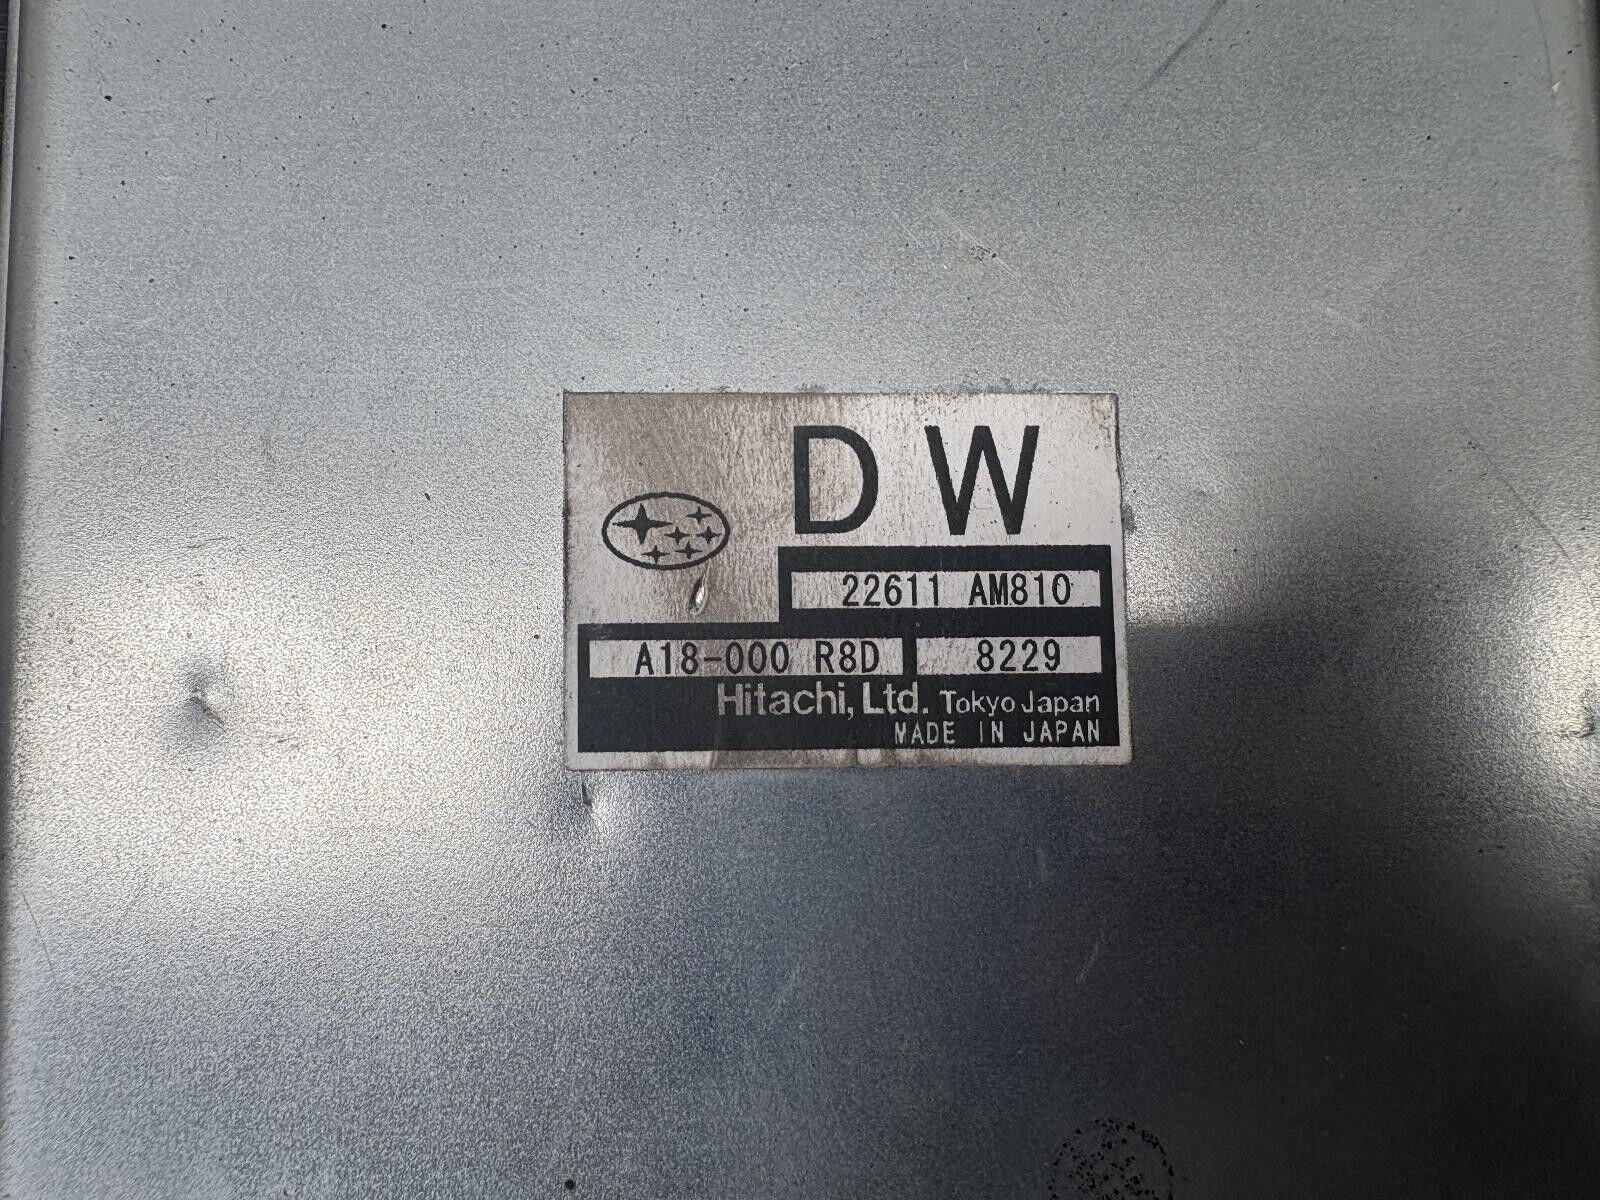 DW
22611 AM810
A18-000 R8D 8229
Hitachi, Ltd. Tokyo Japan
MADE IN JAPAN